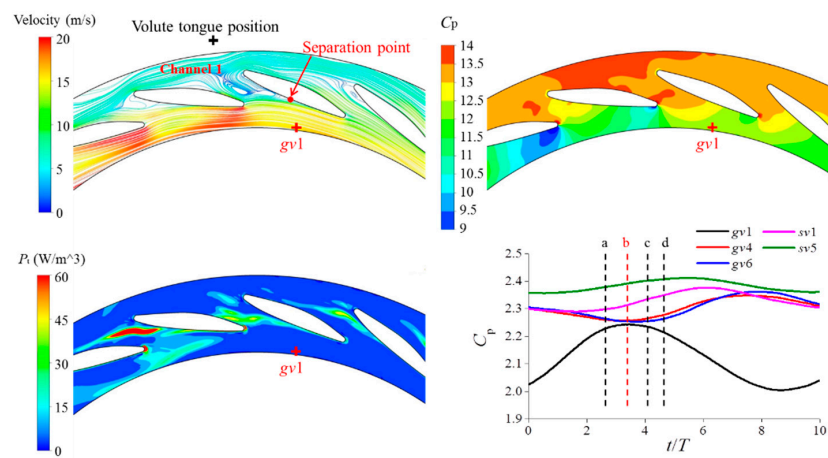 Velocity (m/s)
20
15
10
5
0
Volute tongue position
Separation point
Channel 1
gv1
Cp
14
13.5
13
12.5
12
11.5
11
10.5
10
9.5
9
gv1
Pt (W/m^3)
60
45
30
15
0
gv1
gv1 sv1
gv4 sv5
gv6
a b c d
2.5
2.4
2.3
2.2
2.1
2.0
1.9
Cp
0 2 4 6 8 10
t/T